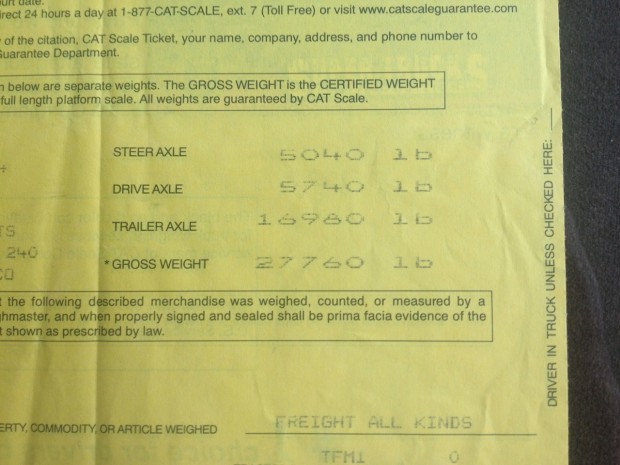 rect 24 hours a day at 1-877-CAT-SCALE, ext. 7 (Toll Free) or visit www.catscaleguarantee.com
of the citation, CAT Scale Ticket, your name, company, address, and phone number to
Guarantee Department.
n below are separate weights. The GROSS WEIGHT is the CERTIFIED WEIGHT
full length platform scale. All weights are guaranteed by CAT Scale.
STEER AXLE 5040 lb
DRIVE AXLE 5740 lb
TRAILER AXLE 16980 lb
TS
240
CO
* GROSS WEIGHT 27760 lb
t the following described merchandise was weighed, counted, or measured by a
ghmaster, and when properly signed and sealed shall be prima facia evidence of the
t shown as prescribed by law.
ERTY, COMMODITY, OR ARTICLE WEIGHED FREIGHT ALL KINDS
TFM1 0
DRIVER IN TRUCK UNLESS CHECKED HERE: